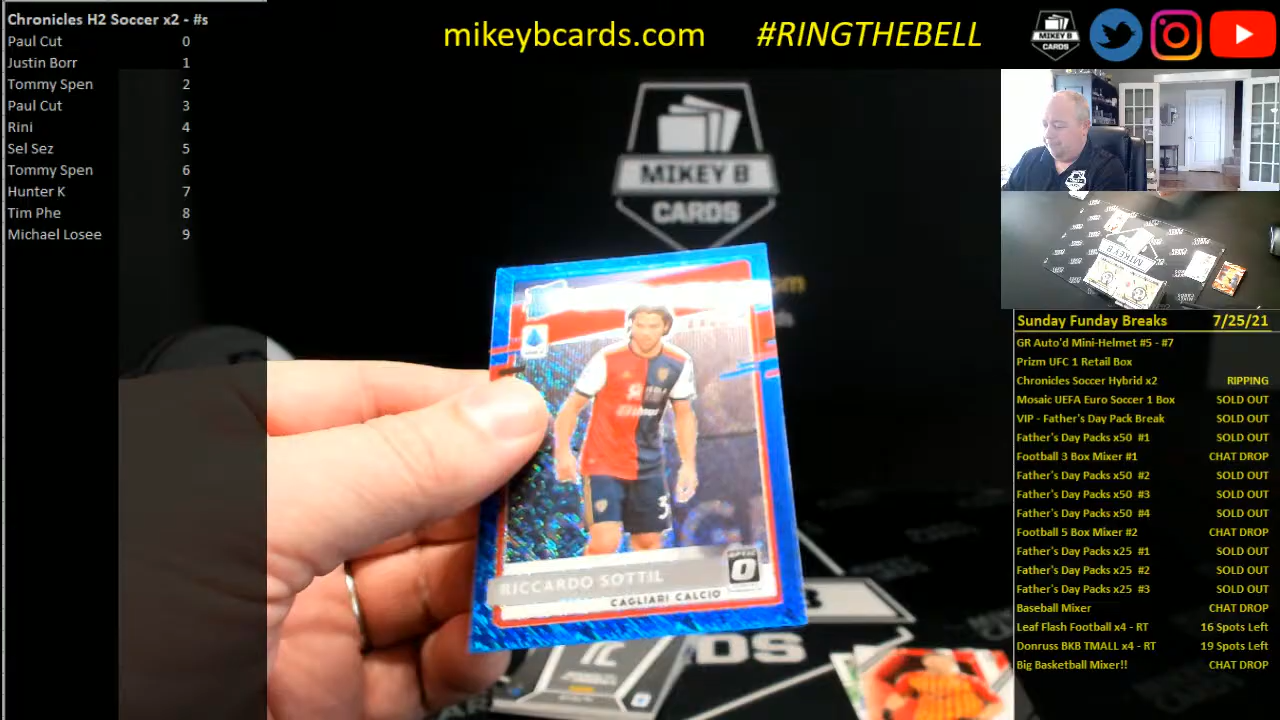 Chronicles H2 Soccer x2 - #s
Paul Cut 0
Justin Borr 1
Tommy Spen 2
Paul Cut 3
Rini 4
Sel Sez 5
Tommy Spen 6
Hunter K 7
Tim Phe 8
Michael Losee 9
mikeybcards.com #RINGTHEBELL
MIKEY B
CARDS
MIKEY B
CARDS
RICCARDO SOTTIL
CAGLIARI CALCIO
OPTIC
Sunday Funday Breaks 7/25/21
GR Auto'd Mini-Helmet #5 - #7
Prizm UFC 1 Retail Box
Chronicles Soccer Hybrid x2 RIPPING
Mosaic UEFA Euro Soccer 1 Box SOLD OUT
VIP - Father's Day Pack Break SOLD OUT
Father's Day Packs x50 #1 SOLD OUT
Football 3 Box Mixer #1 CHAT DROP
Father's Day Packs x50 #2 SOLD OUT
Father's Day Packs x50 #3 SOLD OUT
Father's Day Packs x50 #4 SOLD OUT
Football 5 Box Mixer #2 CHAT DROP
Father's Day Packs x25 #1 SOLD OUT
Father's Day Packs x25 #2 SOLD OUT
Father's Day Packs x25 #3 SOLD OUT
Baseball Mixer CHAT DROP
Leaf Flash Football x4 - RT 16 Spots Left
Donruss BKB TMALL x4 - RT 19 Spots Left
Big Basketball Mixer!! CHAT DROP